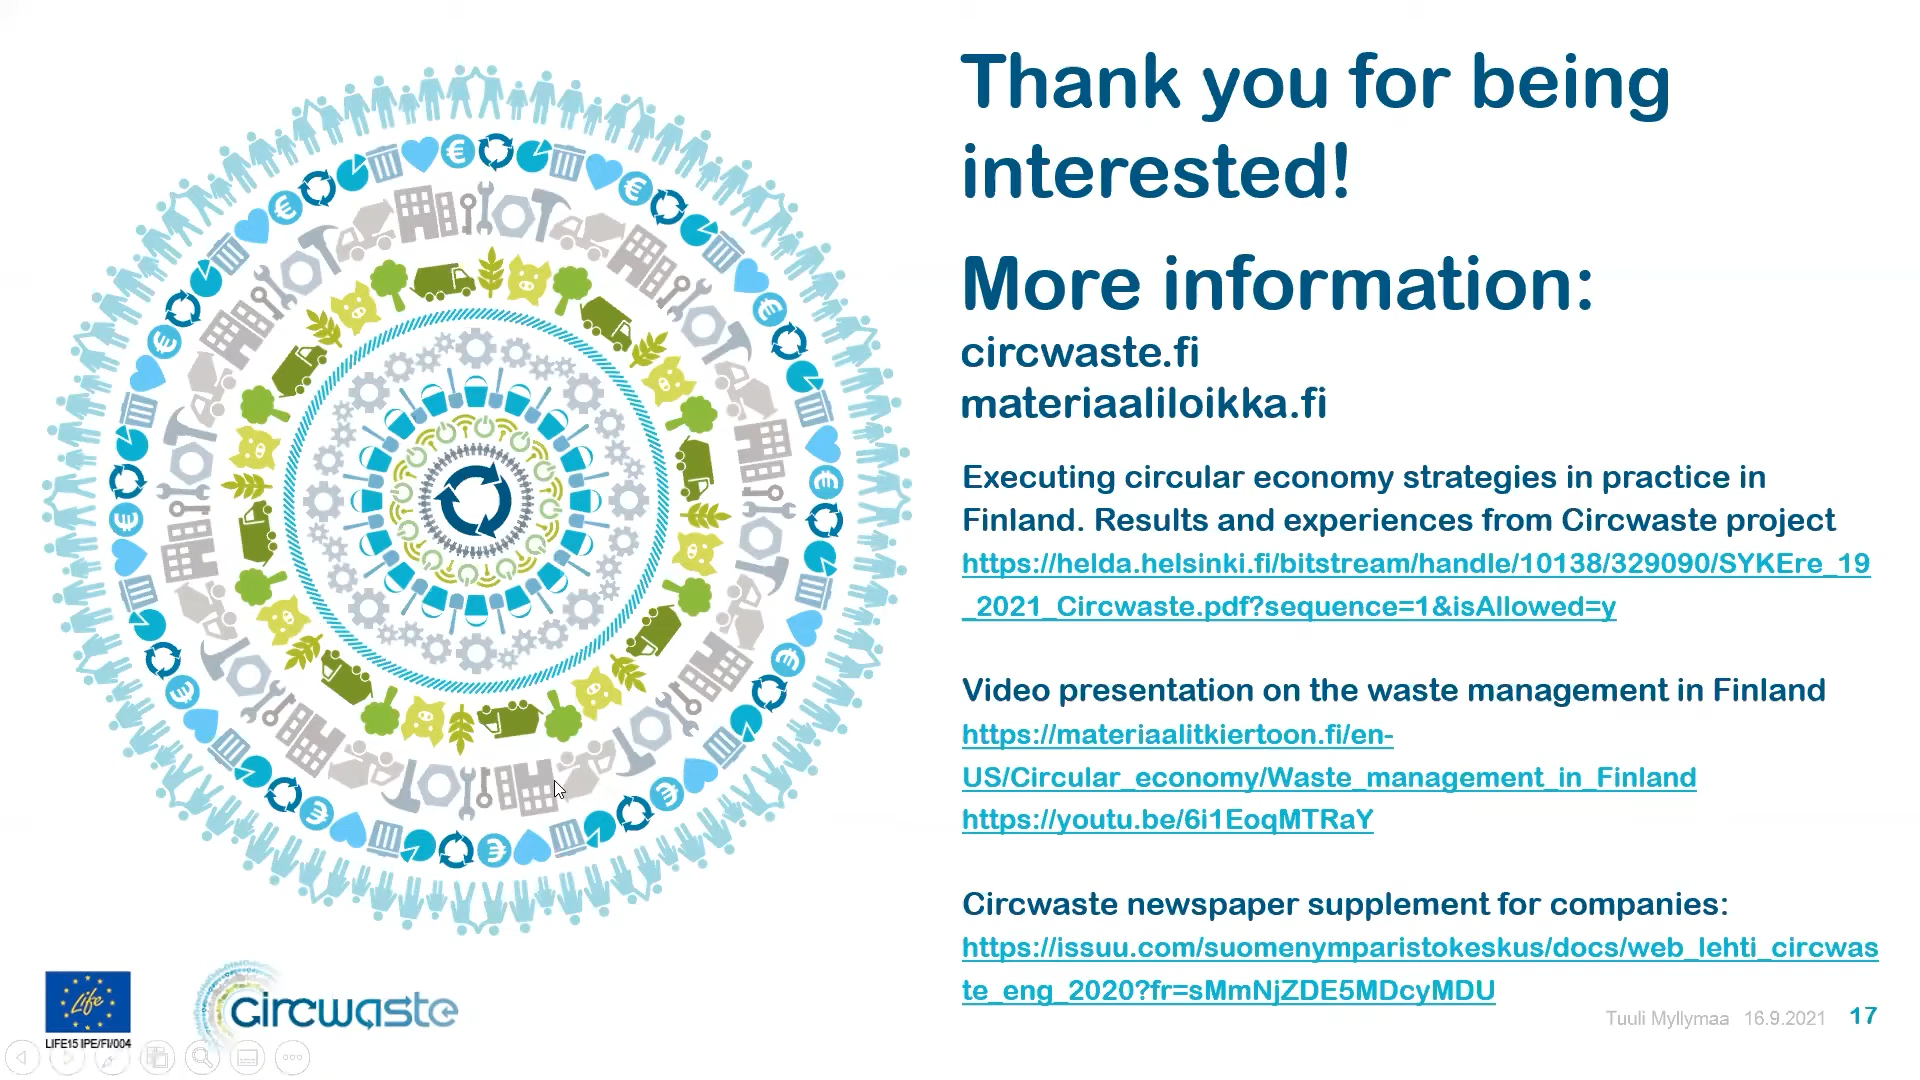 Thank you for being
interested!
More information:
circwaste.fi
materiaaliloikka.fi
Executing circular economy strategies in practice in
Finland. Results and experiences from Circwaste project
https://helda.helsinki.fi/bitstream/handle/10138/329090/SYKEre_19
_2021_Circwaste.pdf?sequence=1&isAllowed=y
Video presentation on the waste management in Finland
https://materiaalitkiertoon.fi/en-
US/Circular_economy/Waste_management_in_Finland
https://youtu.be/6i1EoqMTRaY
Circwaste newspaper supplement for companies:
https://issuu.com/suomenymparistokeskus/docs/web_lehti_circwas
te_eng_2020?fr=sMmNjZDE5MDcyMDU
Life
LIFE15 IPE/FI/004
circwaste
Tuuli Myllymaa 16.9.2021 17